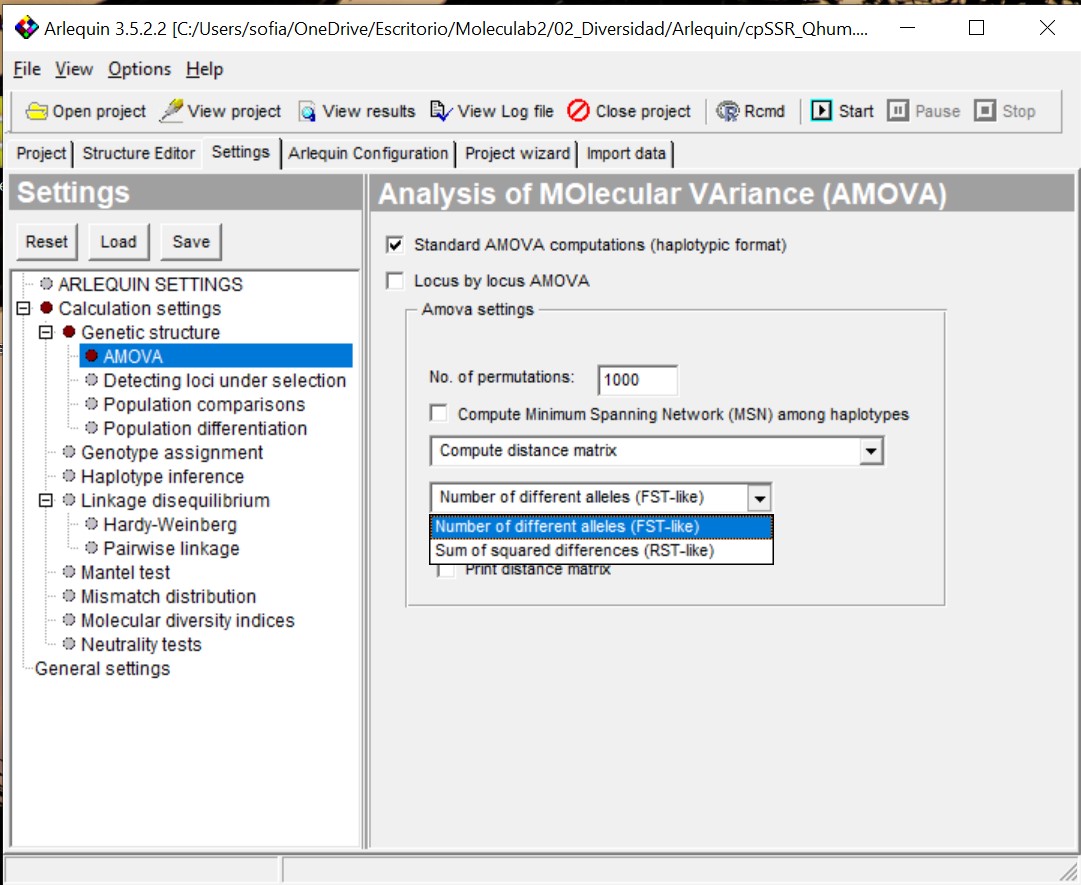 Arlequin 3.5.2.2 [C:/Users/sofia/OneDrive/Escritorio/Moleculab2/02_Diversidad/Arlequin/cpSSR_Qhum....
File View Options Help
Open project View project View results View Log file Close project Rcmd Start Pause Stop
Project Structure Editor Settings Arlequin Configuration Project wizard Import data
Settings
Reset Load Save
ARLEQUIN SETTINGS
Calculation settings
Genetic structure
AMOVA
Detecting loci under selection
Population comparisons
Population differentiation
Genotype assignment
Haplotype inference
Linkage disequilibrium
Hardy-Weinberg
Pairwise linkage
Mantel test
Mismatch distribution
Molecular diversity indices
Neutrality tests
General settings
Analysis of MOlecular VAriance (AMOVA)
Standard AMOVA computations (haplotypic format)
Locus by locus AMOVA
Amova settings
No. of permutations: 1000
Compute Minimum Spanning Network (MSN) among haplotypes
Compute distance matrix
Number of different alleles (FST-like)
Number of different alleles (FST-like)
Sum of squared differences (RST-like)
Print distance matrix